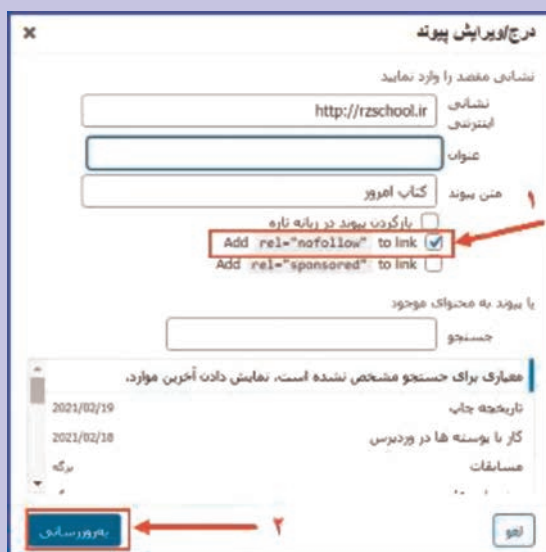 درج/ویرایش پیوند
×
نشانی مقصد را وارد نمایید
نشانی اینترنتی http://rzschool.ir
عنوان
متن پیوند کتاب امروز
۱
بازکردن پیوند در زبانه تازه
Add rel="nofollow" to link
Add rel="sponsored" to link
یا پیوند به محتوای موجود
جستجو
معیاری برای جستجو مشخص نشده است. نمایش دادن آخرین موارد.
تاریخچه چاپ 2021/02/19
کار با پوسته ها در وردپرس 2021/02/18
مسابقات برگه
لغو
۲
به‌روزرسانی